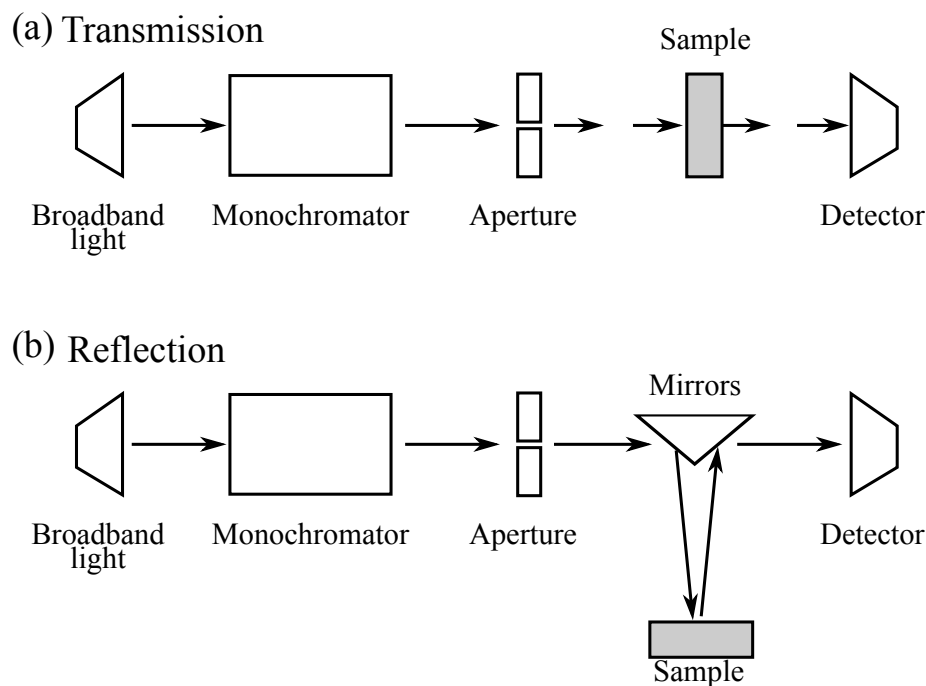 (a) Transmission
Sample
Broadband
light
Monochromator
Aperture
Detector
(b) Reflection
Mirrors
Broadband
light
Monochromator
Aperture
Detector
Sample